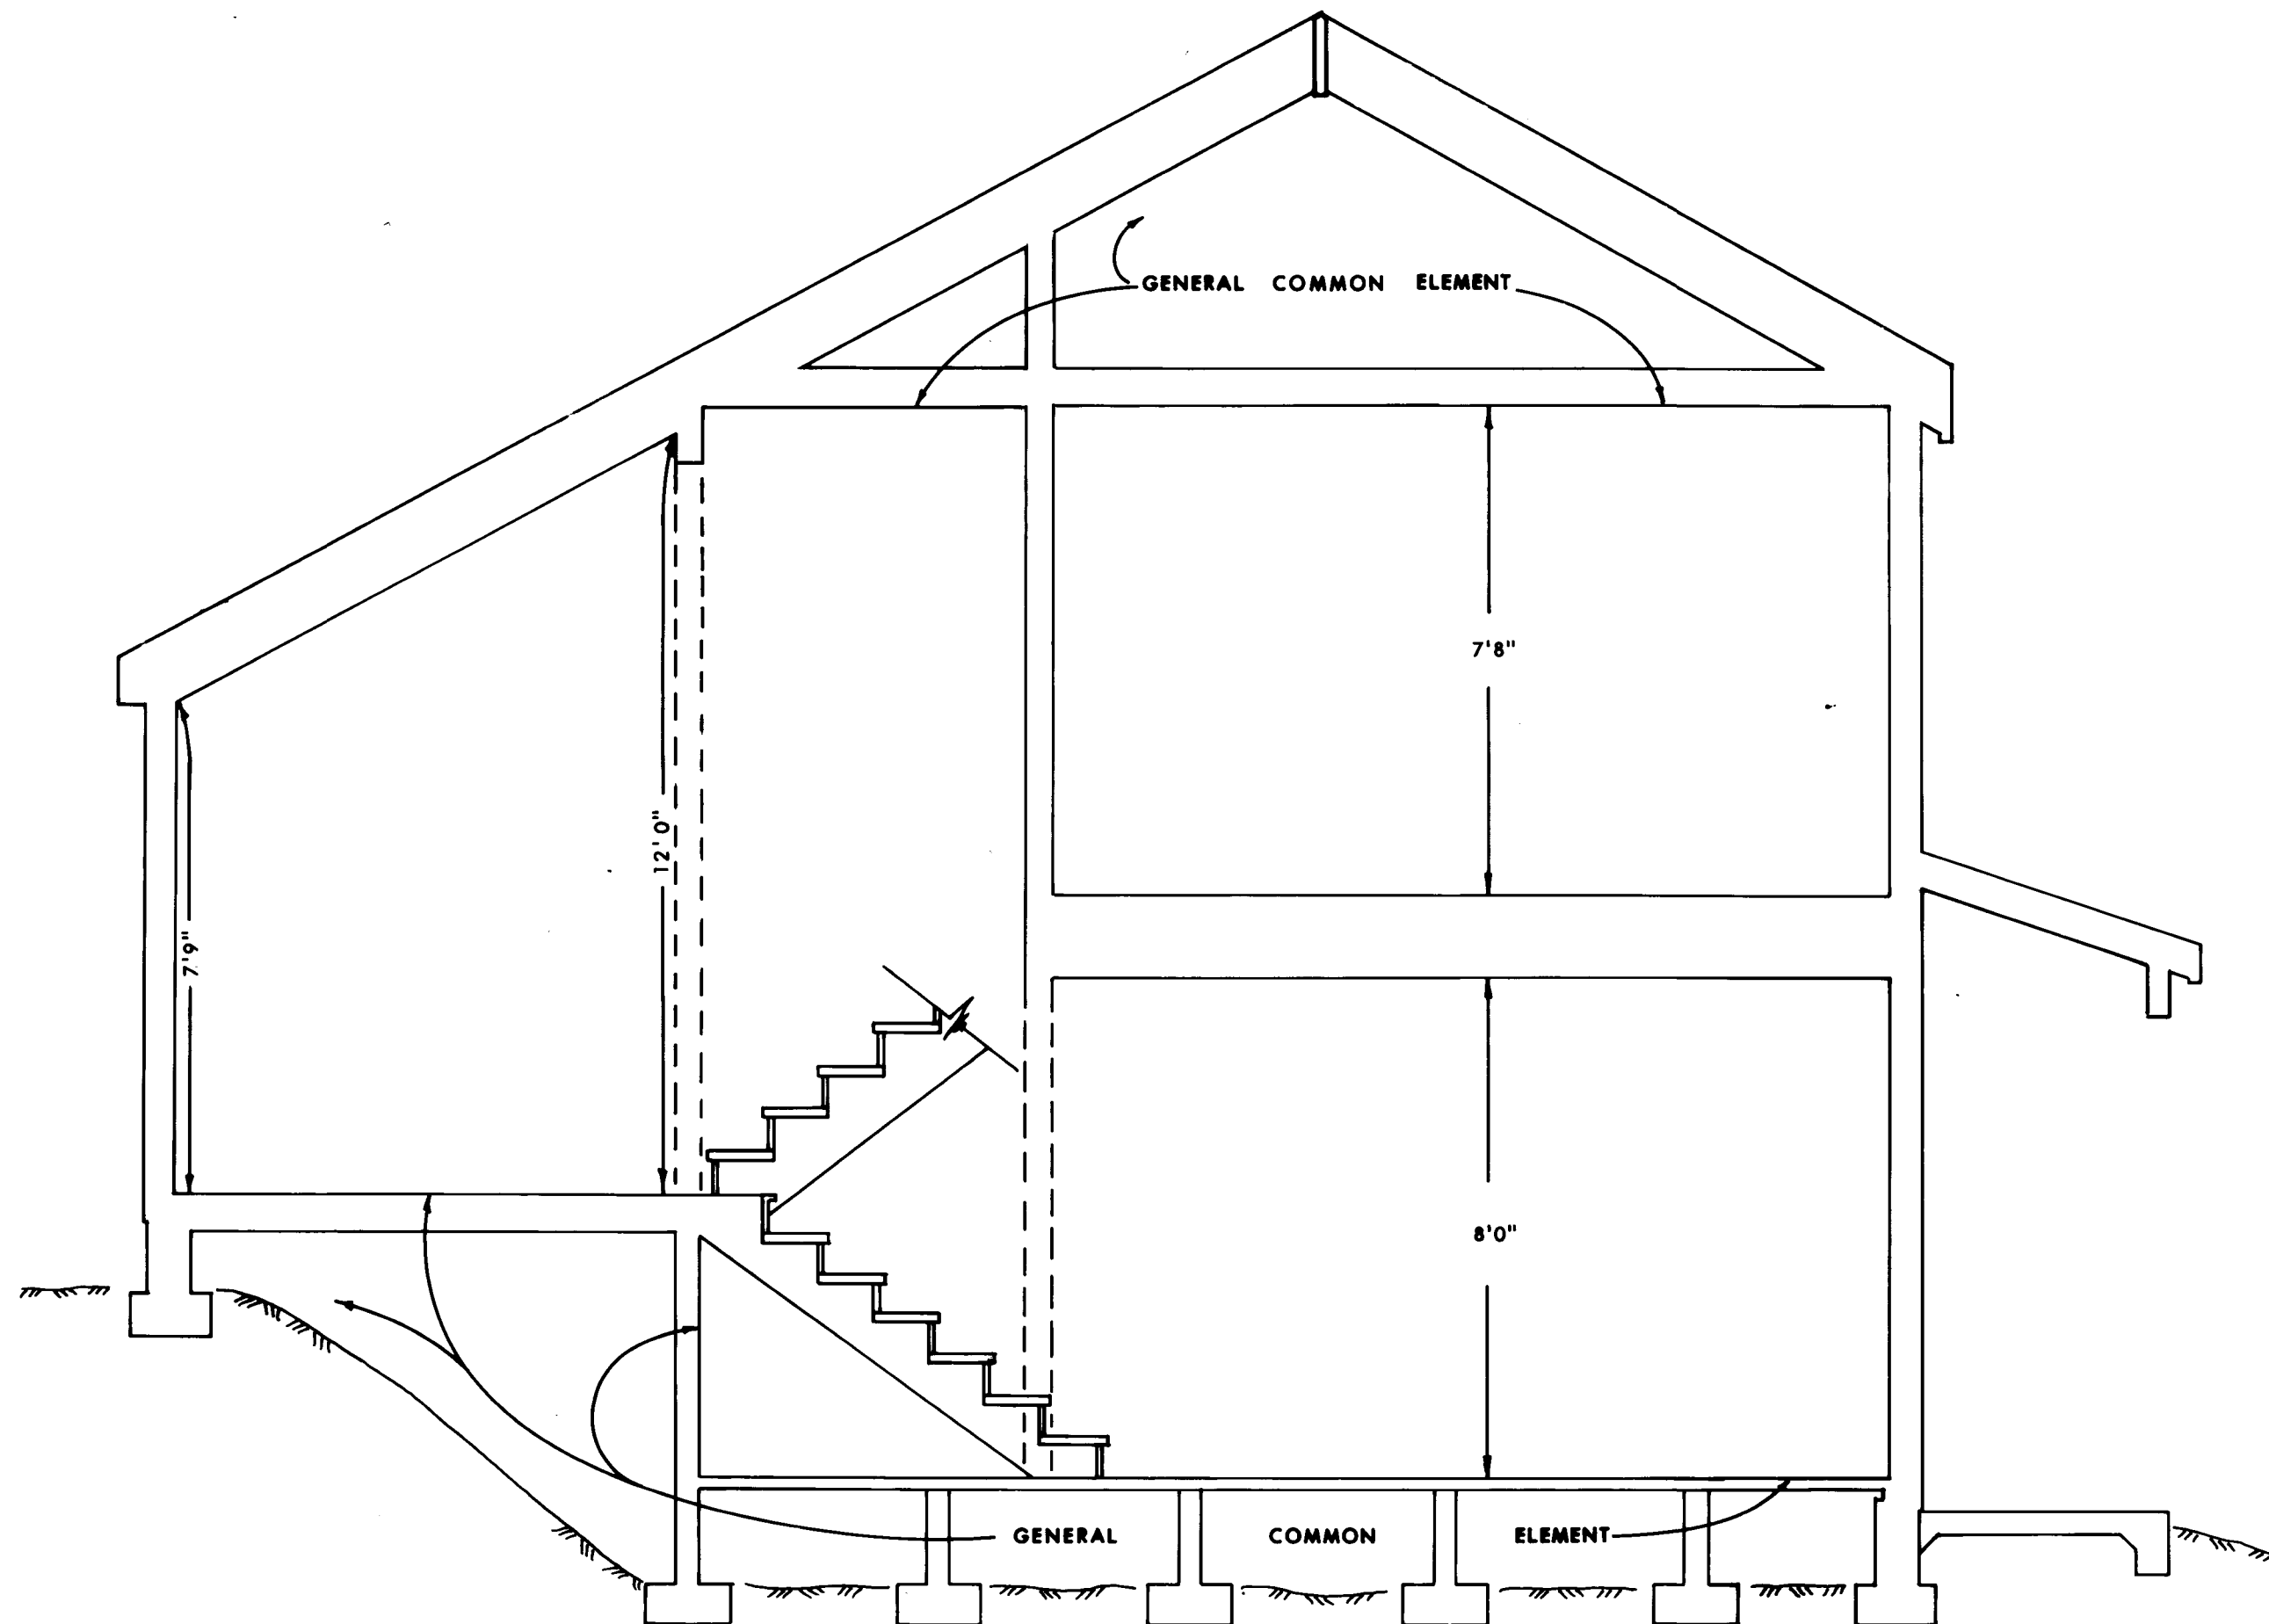 GENERAL COMMON ELEMENT
7'8"
12'0"
7'9"
8'0"
GENERAL COMMON ELEMENT